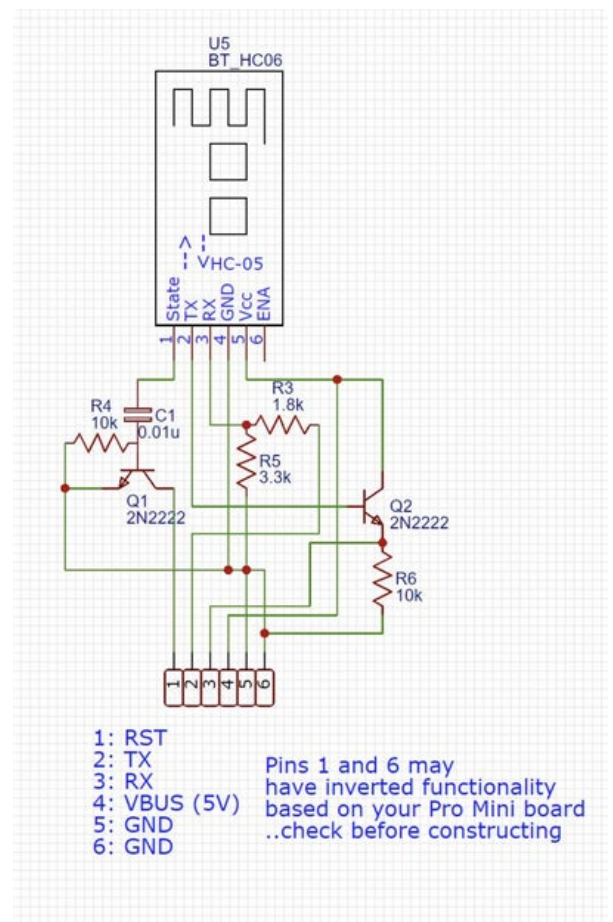 U5
BT_HC06
HC-05
State
TX
RX
GND
Vcc
ENA
1
2
3
4
5
6
R3
1.8k
R4
10k
C1
0.01u
R5
3.3k
Q1
2N2222
Q2
2N2222
R6
10k
1
2
3
4
5
6
1: RST
2: TX
3: RX
4: VBUS (5V)
5: GND
6: GND
Pins 1 and 6 may
have inverted functionality
based on your Pro Mini board
..check before constructing